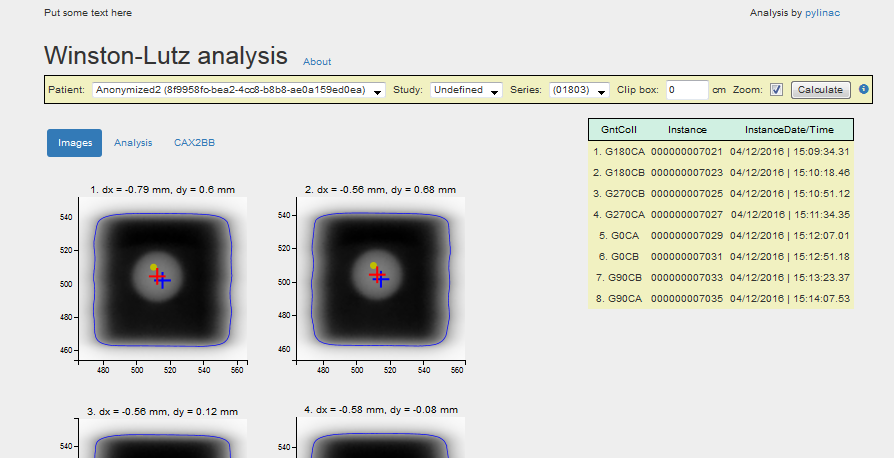 Put some text here
Analysis by pylinac
Winston-Lutz analysis About
Patient: Anonymized2 (8f9958fc-bea2-4cc8-b8b8-ae0a159ed0ea) Study: Undefined Series: (01803) Clip box: 0 cm Zoom: Calculate
Images Analysis CAX2BB
GntColl Instance InstanceDate/Time
1. G180CA 000000007021 04/12/2016 | 15:09:34.31
2. G180CB 000000007023 04/12/2016 | 15:10:18.46
3. G270CB 000000007025 04/12/2016 | 15:10:51.12
4. G270CA 000000007027 04/12/2016 | 15:11:34.35
5. G0CA 000000007029 04/12/2016 | 15:12:07.01
6. G0CB 000000007031 04/12/2016 | 15:12:51.18
7. G90CB 000000007033 04/12/2016 | 15:13:23.37
8. G90CA 000000007035 04/12/2016 | 15:14:07.53
1. dx = -0.79 mm, dy = 0.6 mm
540
520
500
480
460
480 500 520 540 560
2. dx = -0.56 mm, dy = 0.68 mm
540
520
500
480
460
480 500 520 540 560
3. dx = -0.56 mm, dy = 0.12 mm
540
4. dx = -0.58 mm, dy = -0.08 mm
540